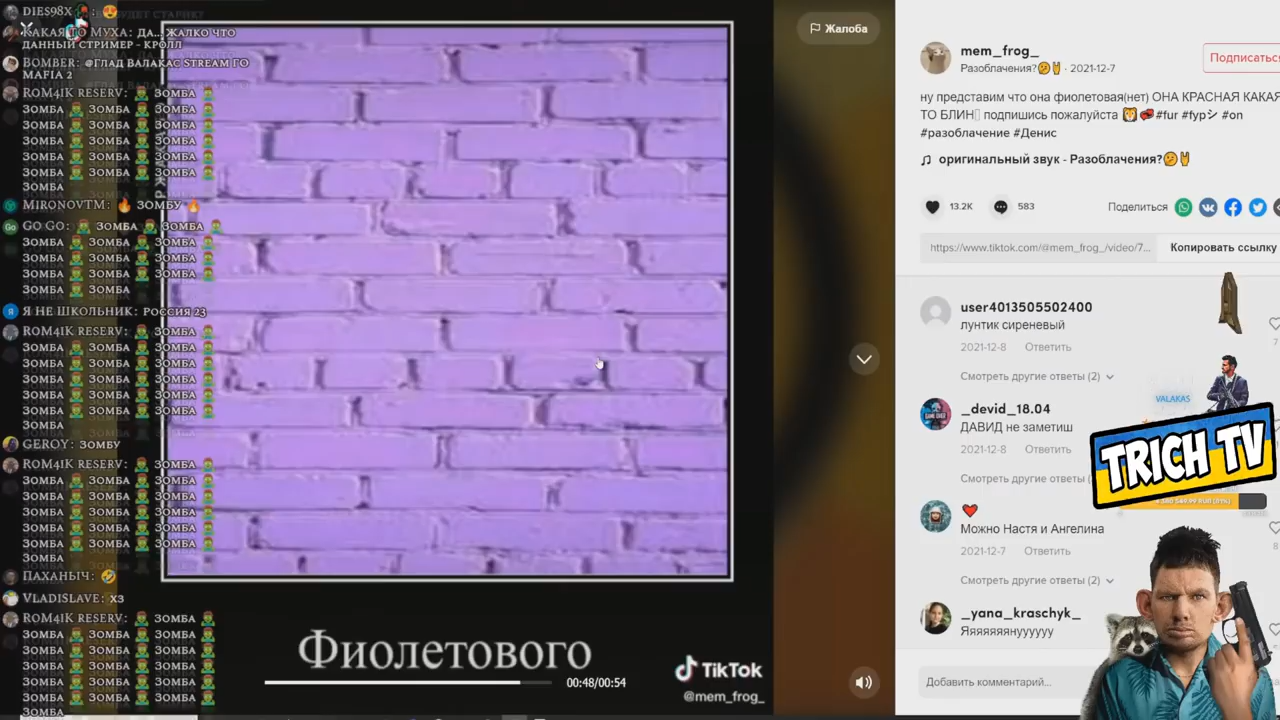 DIES98X : 😍
КАКАЯ ТО МУХА: ДА... ЖАЛКО ЧТО
ДАННЫЙ СТРИМЕР - КРОЛЛ
BOMBER: @ГЛАД ВАЛАКАС STREAM ГО
MAFIA 2
ROM4IK RESERV: 🧟‍♂️ ЗОМБА 🧟‍♂️
ЗОМБА 🧟‍♂️ ЗОМБА 🧟‍♂️ ЗОМБА 🧟‍♂️
ЗОМБА 🧟‍♂️ ЗОМБА 🧟‍♂️ ЗОМБА 🧟‍♂️
ЗОМБА 🧟‍♂️ ЗОМБА 🧟‍♂️ ЗОМБА 🧟‍♂️
ЗОМБА 🧟‍♂️ ЗОМБА 🧟‍♂️ ЗОМБА 🧟‍♂️
ЗОМБА 🧟‍♂️ ЗОМБА 🧟‍♂️ ЗОМБА 🧟‍♂️
ЗОМБА
MIRONOVTM: 🔥 ЗОМБУ 🔥
GO GO: 🧟‍♂️ ЗОМБА 🧟‍♂️ ЗОМБА 🧟‍♂️
ЗОМБА 🧟‍♂️ ЗОМБА 🧟‍♂️ ЗОМБА 🧟‍♂️
ЗОМБА 🧟‍♂️ ЗОМБА 🧟‍♂️ ЗОМБА 🧟‍♂️
ЗОМБА 🧟‍♂️ ЗОМБА 🧟‍♂️ ЗОМБА 🧟‍♂️
ЗОМБА 🧟‍♂️ ЗОМБА
Я НЕ ШКОЛЬНИК: РОССИЯ 23
ROM4IK RESERV: 🧟‍♂️ ЗОМБА 🧟‍♂️
ЗОМБА 🧟‍♂️ ЗОМБА 🧟‍♂️ ЗОМБА 🧟‍♂️
ЗОМБА 🧟‍♂️ ЗОМБА 🧟‍♂️ ЗОМБА 🧟‍♂️
ЗОМБА 🧟‍♂️ ЗОМБА 🧟‍♂️ ЗОМБА 🧟‍♂️
ЗОМБА 🧟‍♂️ ЗОМБА 🧟‍♂️ ЗОМБА 🧟‍♂️
ЗОМБА 🧟‍♂️ ЗОМБА 🧟‍♂️ ЗОМБА 🧟‍♂️
ЗОМБА
GEROY: ЗОМБУ
ROM4IK RESERV: 🧟‍♂️ ЗОМБА 🧟‍♂️
ЗОМБА 🧟‍♂️ ЗОМБА 🧟‍♂️ ЗОМБА 🧟‍♂️
ЗОМБА 🧟‍♂️ ЗОМБА 🧟‍♂️ ЗОМБА 🧟‍♂️
ЗОМБА 🧟‍♂️ ЗОМБА 🧟‍♂️ ЗОМБА 🧟‍♂️
ЗОМБА 🧟‍♂️ ЗОМБА 🧟‍♂️ ЗОМБА 🧟‍♂️
ЗОМБА 🧟‍♂️ ЗОМБА 🧟‍♂️ ЗОМБА 🧟‍♂️
ЗОМБА
ПАХАНЫЧ: 🤣
VLADISLAVE: ХЗ
ROM4IK RESERV: 🧟‍♂️ ЗОМБА 🧟‍♂️
ЗОМБА 🧟‍♂️ ЗОМБА 🧟‍♂️ ЗОМБА 🧟‍♂️
ЗОМБА 🧟‍♂️ ЗОМБА 🧟‍♂️ ЗОМБА 🧟‍♂️
ЗОМБА 🧟‍♂️ ЗОМБА 🧟‍♂️ ЗОМБА 🧟‍♂️
ЗОМБА 🧟‍♂️ ЗОМБА 🧟‍♂️ ЗОМБА 🧟‍♂️
ЗОМБА 🧟‍♂️ ЗОМБА 🧟‍♂️ ЗОМБА 🧟‍♂️
Фиолетового
00:48/00:54
TikTok
@mem_frog_
Жалоба
mem_frog_
Разоблачения?🤔🤘 · 2021-12-7
Подписаться
ну представим что она фиолетовая(нет) ОНА КРАСНАЯ КАКАЯ
ТО БЛИН подпишись пожалуйста 🐯🥊#fur #fypシ #on
#разоблачение #Денис
♫ оригинальный звук - Разоблачения?🤔🤘
13.2K
583
Поделиться
https://www.tiktok.com/@mem_frog_/video/7...
Копировать ссылку
user4013505502400
лунтик сиреневый
2021-12-8 Ответить
7
Смотреть другие ответы (2)
VALAKAS
_devid_18.04
ДАВИД не заметиш
2021-12-8 Ответить
Смотреть другие ответы
TRICH TV
❤️
Можно Настя и Ангелина
2021-12-7 Ответить
8
Смотреть другие ответы (2)
_yana_kraschyk_
Яяяяяяянууууyy
Добавить комментарий...